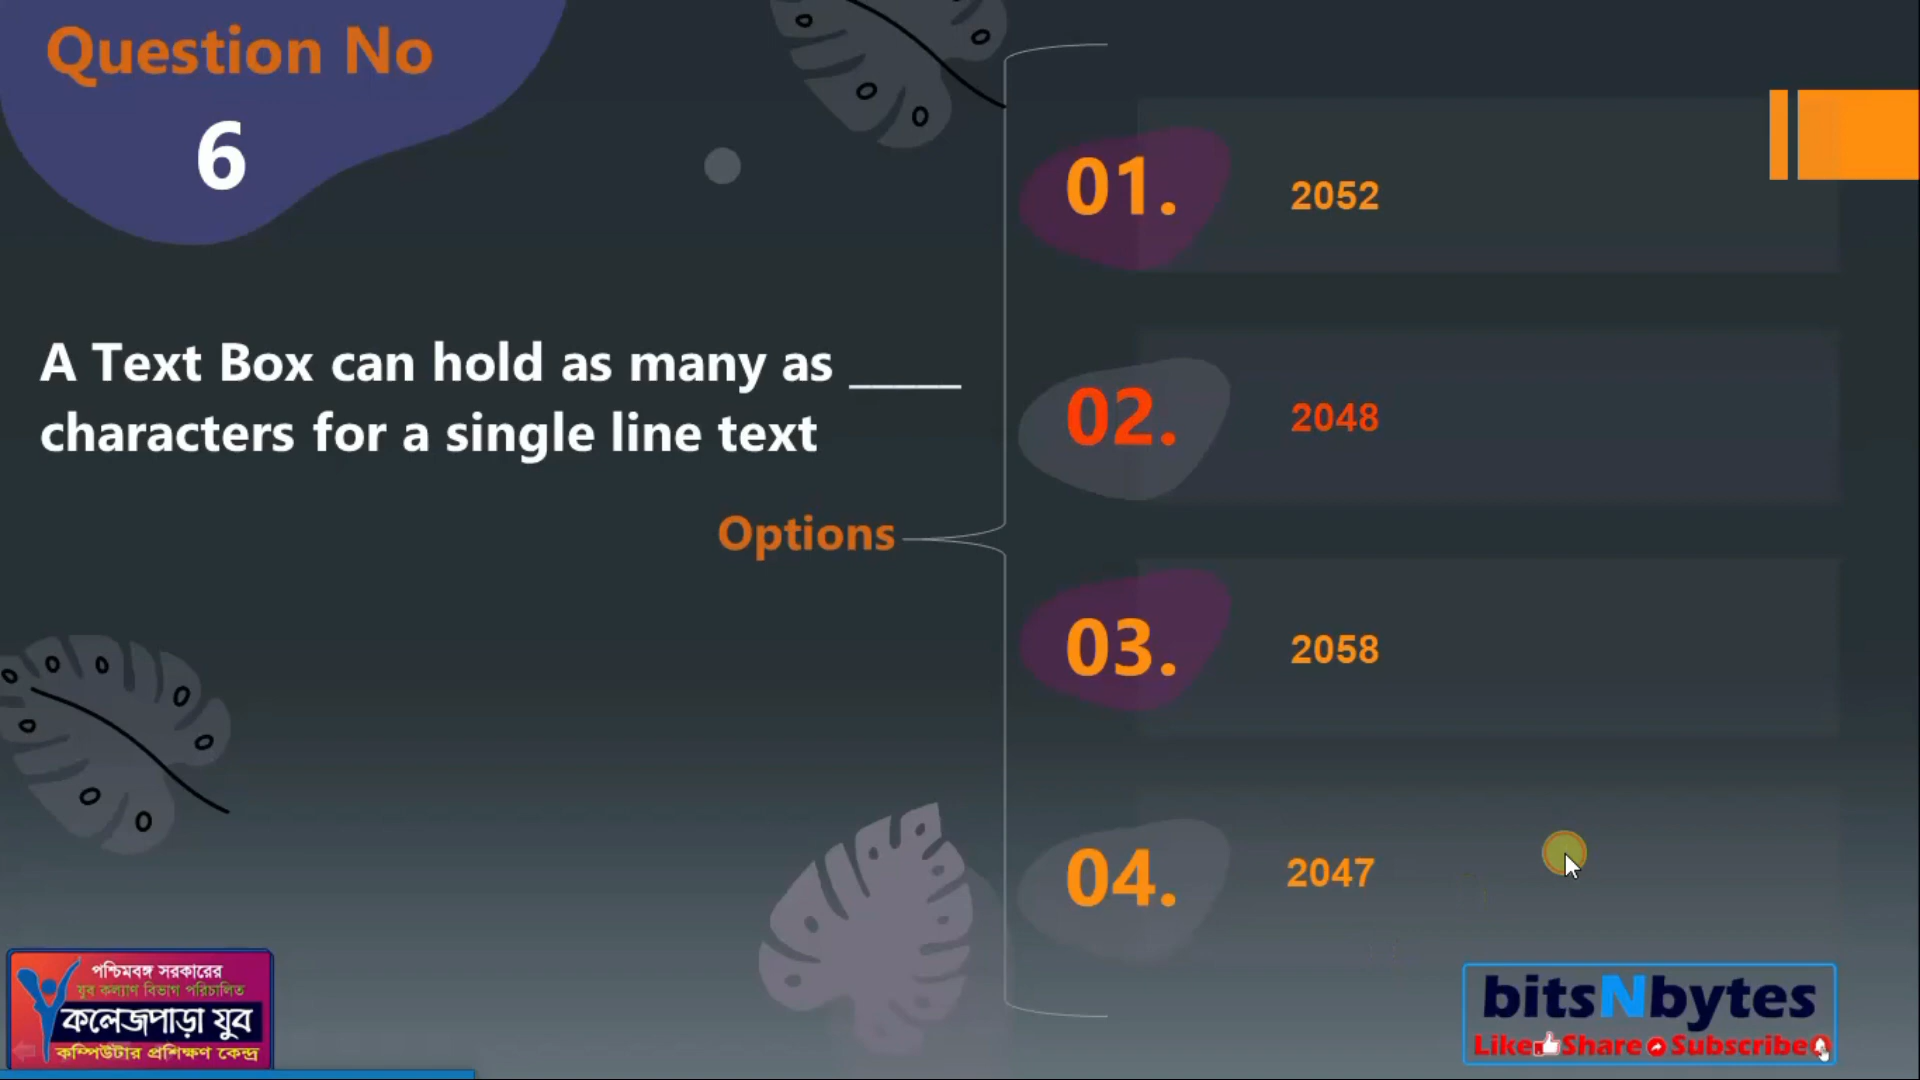 Question No
6
A Text Box can hold as many as _____
characters for a single line text
Options
01.
2052
02.
2048
03.
2058
04.
2047
পশ্চিমবঙ্গ সরকারের
যুব কল্যাণ বিভাগ পরিচালিত
কলেজপাড়া যুব
কম্পিউটার প্রশিক্ষণ কেন্দ্র
bitsNbytes
Like Share Subscribe